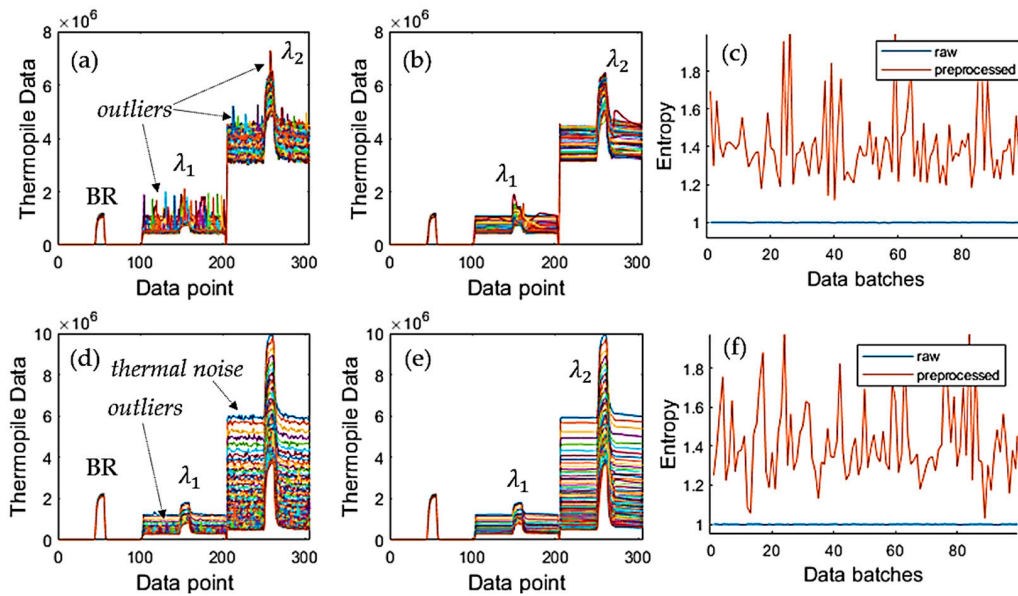 ×10⁶
8
6
4
2
0
Thermopile Data
(a)
outliers
BR
λ₁
λ₂
0
100
200
300
Data point
×10⁶
8
6
4
2
0
Thermopile Data
(b)
λ₁
λ₂
0
100
200
300
Data point
(c)
raw
preprocessed
Entropy
1.8
1.6
1.4
1.2
1
20
40
60
80
Data batches
×10⁶
10
8
6
4
2
0
Thermopile Data
(d)
thermal noise
outliers
BR
λ₁
0
100
200
300
Data point
×10⁶
10
8
6
4
2
0
Thermopile Data
(e)
λ₂
λ₁
0
100
200
300
Data point
(f)
raw
preprocessed
Entropy
1.8
1.6
1.4
1.2
1
20
40
60
80
Data batches